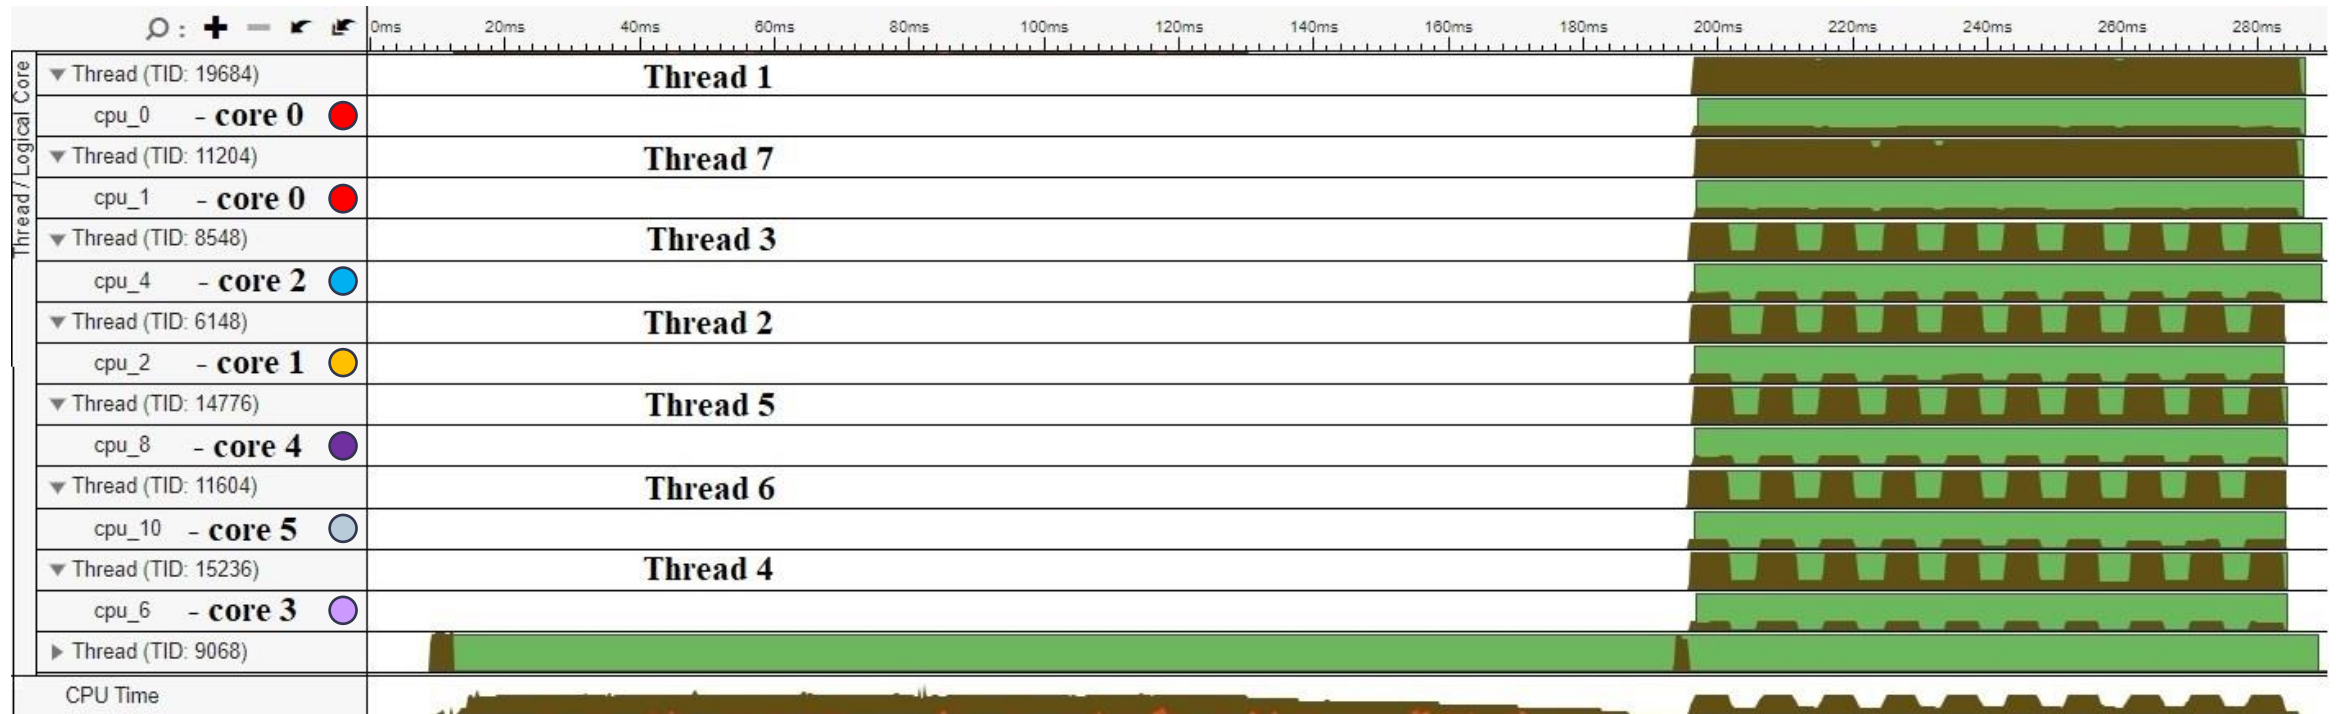 0ms 20ms 40ms 60ms 80ms 100ms 120ms 140ms 160ms 180ms 200ms 220ms 240ms 260ms 280ms
Thread / Logical Core
Thread (TID: 19684) Thread 1
cpu_0 - core 0
Thread (TID: 11204) Thread 7
cpu_1 - core 0
Thread (TID: 8548) Thread 3
cpu_4 - core 2
Thread (TID: 6148) Thread 2
cpu_2 - core 1
Thread (TID: 14776) Thread 5
cpu_8 - core 4
Thread (TID: 11604) Thread 6
cpu_10 - core 5
Thread (TID: 15236) Thread 4
cpu_6 - core 3
Thread (TID: 9068)
CPU Time